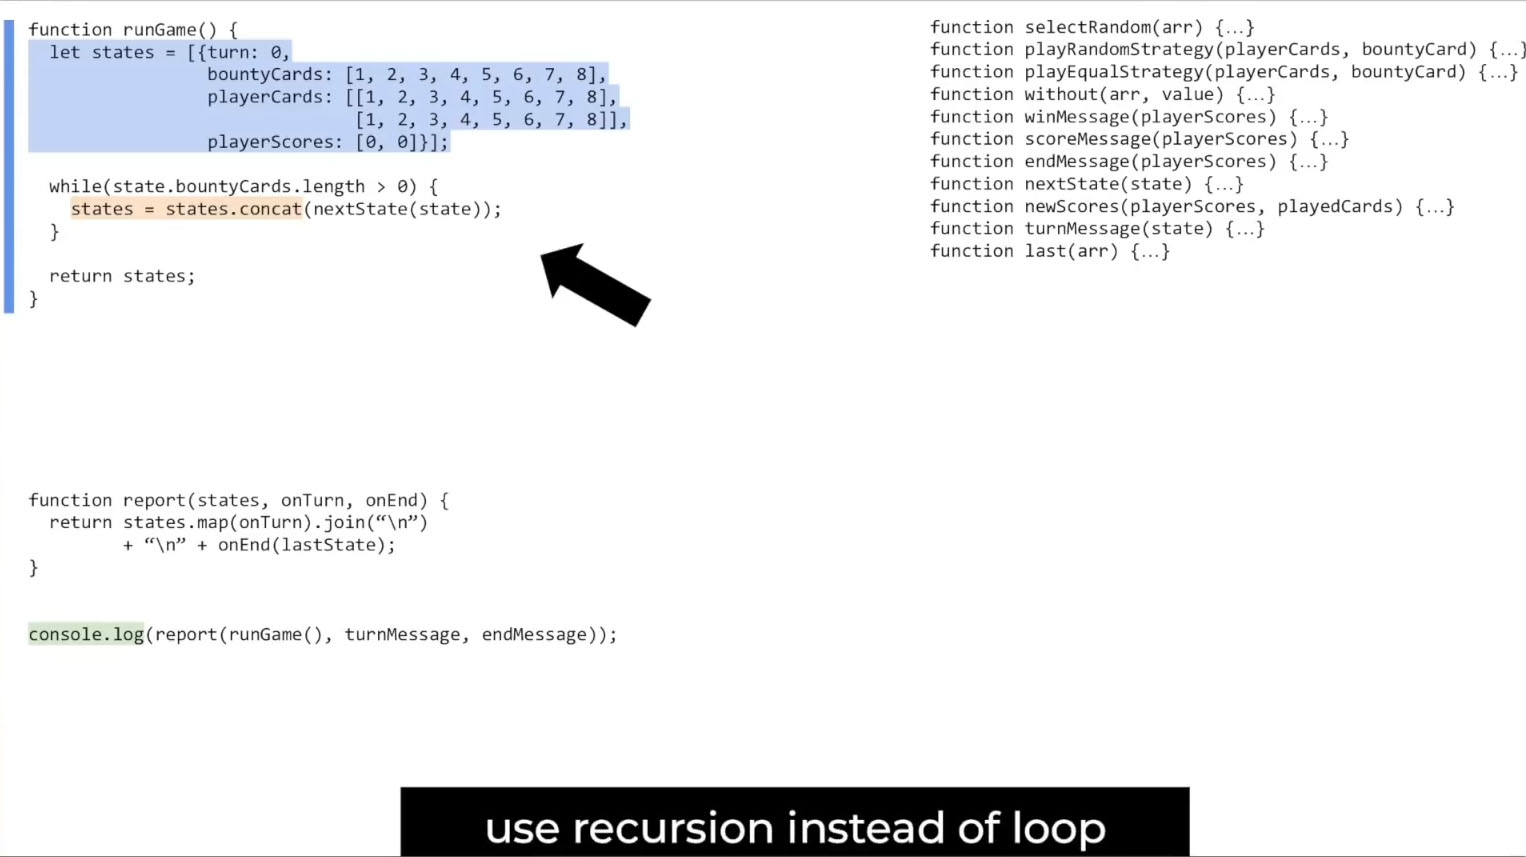 function runGame() {
let states = [{turn: 0,
bountyCards: [1, 2, 3, 4, 5, 6, 7, 8],
playerCards: [[1, 2, 3, 4, 5, 6, 7, 8],
[1, 2, 3, 4, 5, 6, 7, 8]],
playerScores: [0, 0]}];
while(state.bountyCards.length > 0) {
states = states.concat(nextState(state));
}
return states;
}
function report(states, onTurn, onEnd) {
return states.map(onTurn).join(“\n”)
+ “\n” + onEnd(lastState);
}
console.log(report(runGame(), turnMessage, endMessage));
function selectRandom(arr) {…}
function playRandomStrategy(playerCards, bountyCard) {…}
function playEqualStrategy(playerCards, bountyCard) {…}
function without(arr, value) {…}
function winMessage(playerScores) {…}
function scoreMessage(playerScores) {…}
function endMessage(playerScores) {…}
function nextState(state) {…}
function newScores(playerScores, playedCards) {…}
function turnMessage(state) {…}
function last(arr) {…}
use recursion instead of loop